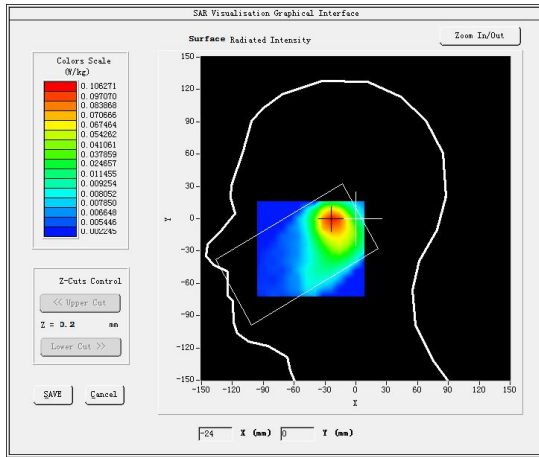 SAR Visualisation Graphical Interface
Surface Radiated Intensity
Zoom In/Out
Colors Scale
(W/kg)
0.106271
0.097070
0.083868
0.070666
0.067464
0.054262
0.041061
0.037859
0.024657
0.011455
0.009254
0.008052
0.007850
0.006648
0.005446
0.002245
Z-Cuts Control
<< Upper Cut
Z = 0.2 mm
Lower Cut >>
SAVE Cancel
150
120
90
60
30
0
-30
-60
-90
-120
-150
Y
-150 -120 -90 -60 -30 0 30 60 90 120 150
X
-24 X (mm) 0 Y (mm)